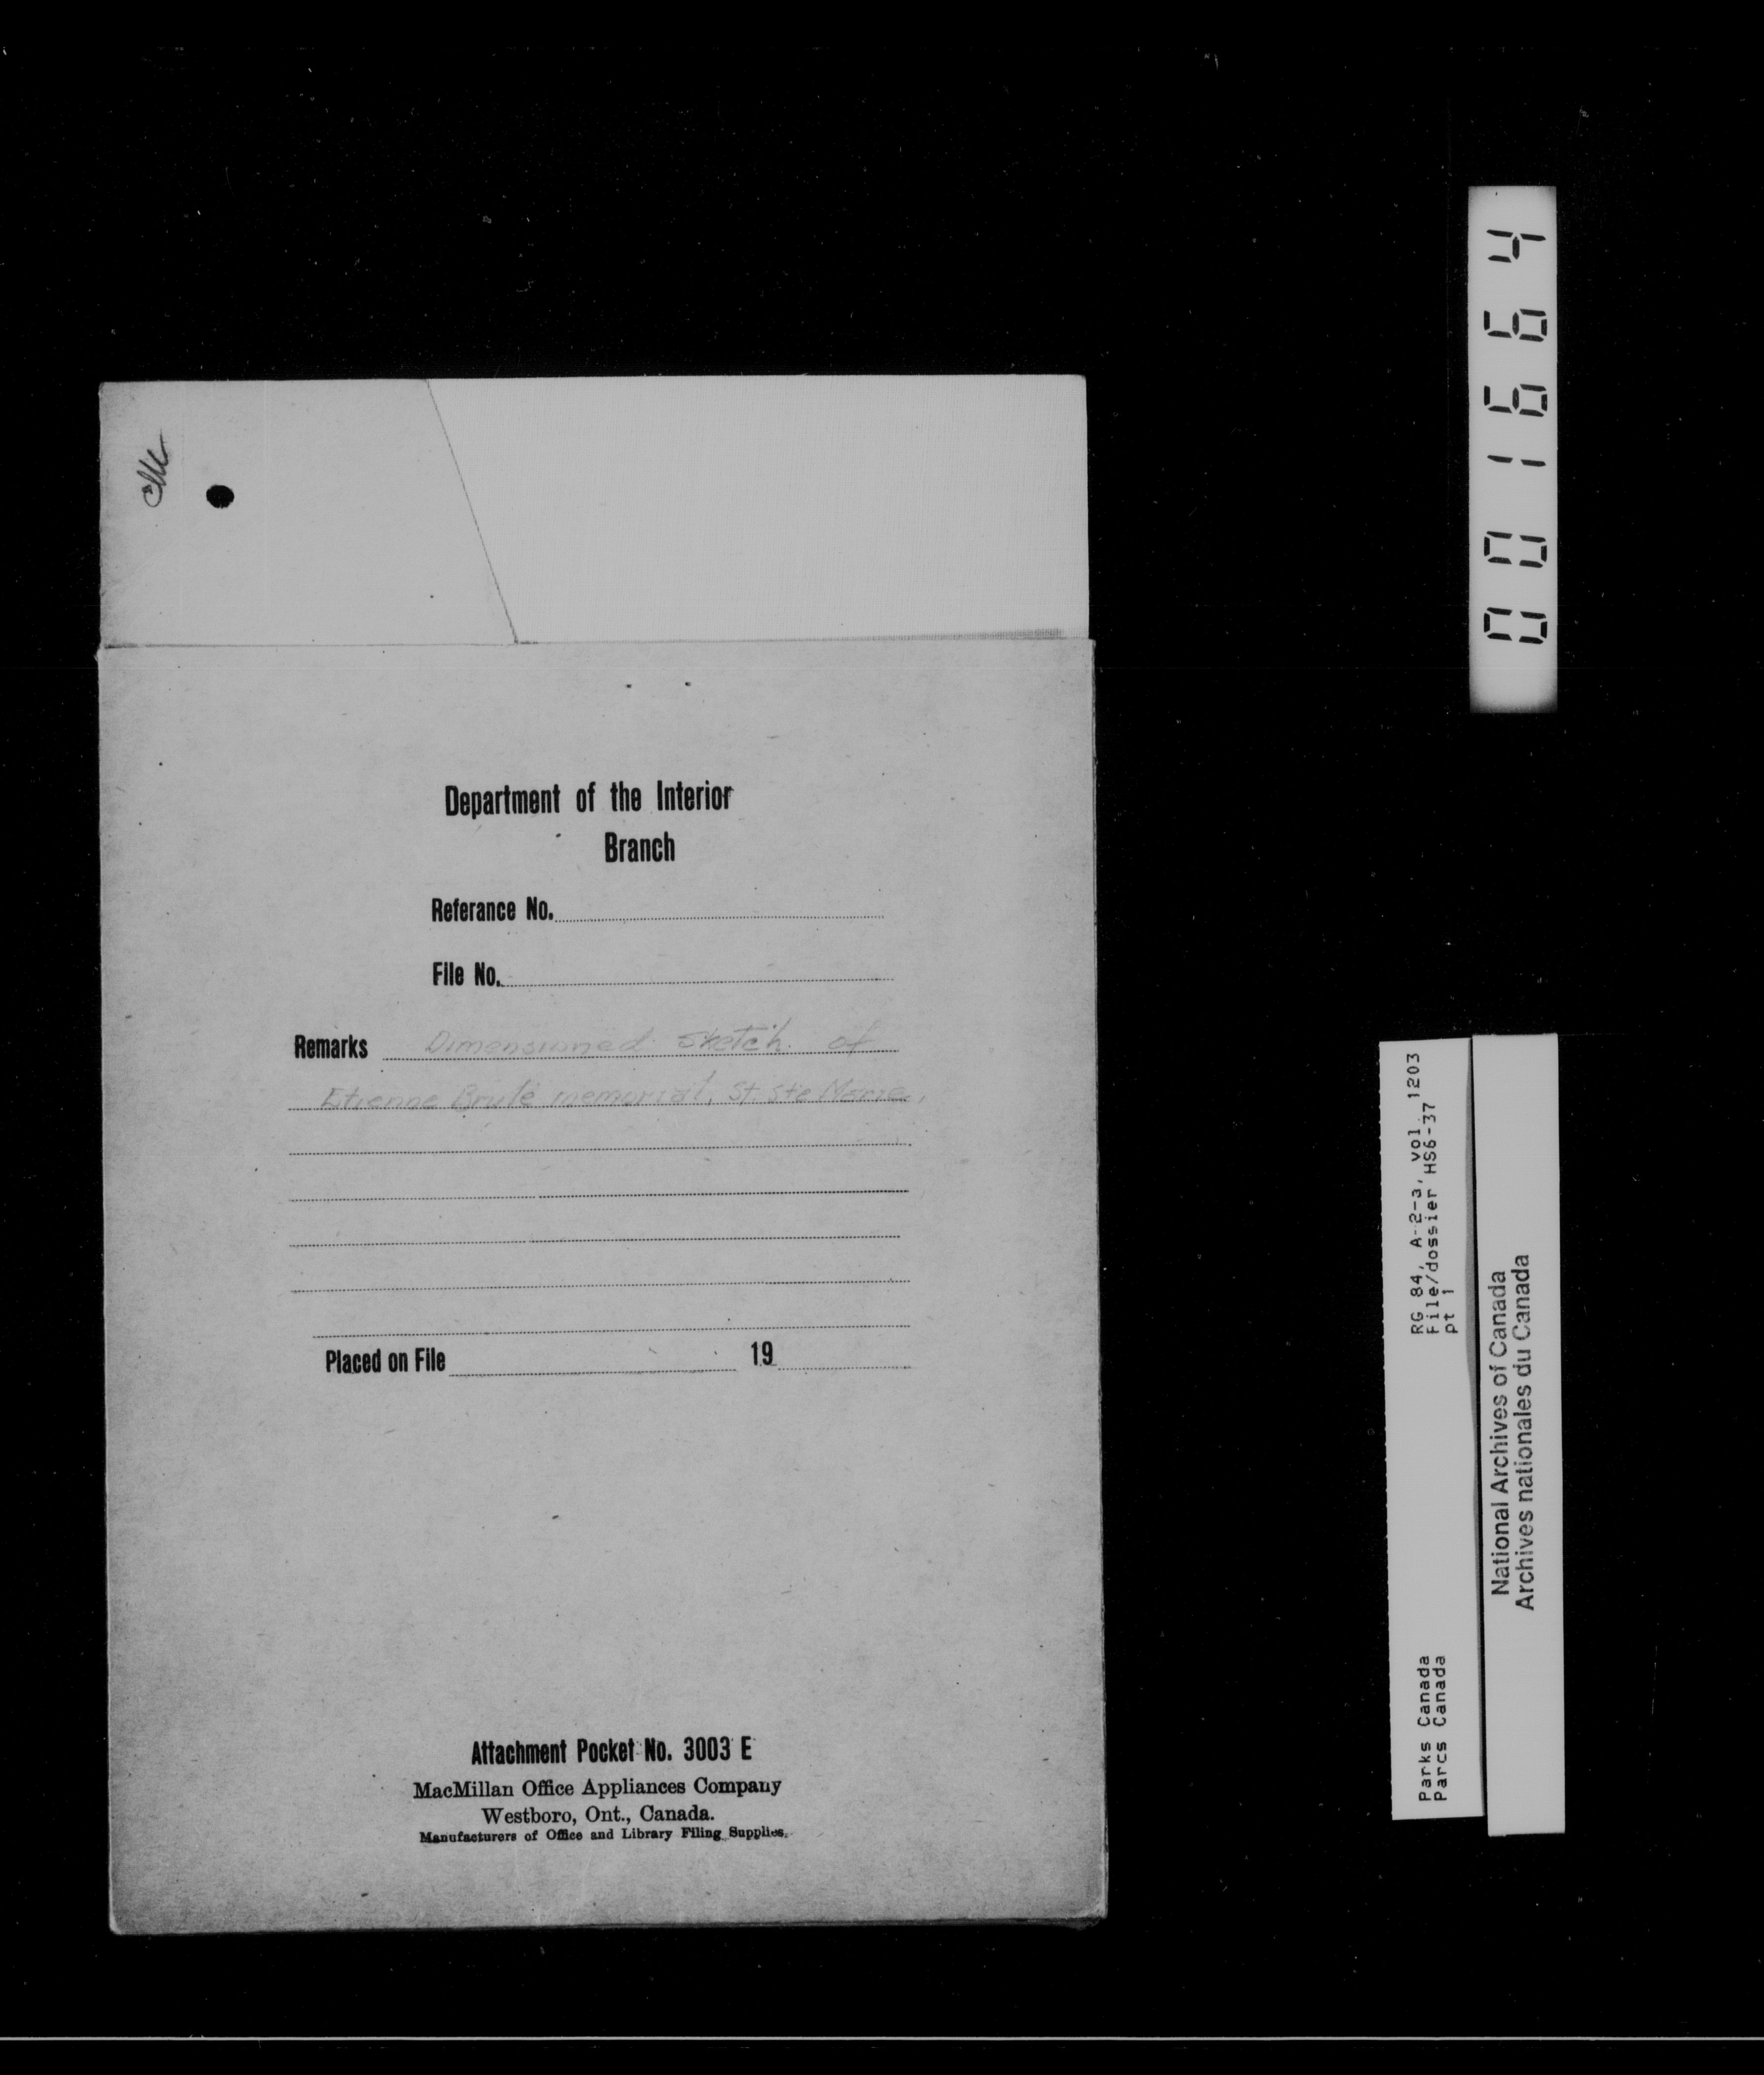 Department of the Interior
Branch
Referance No.
File No.
Remarks Dimensioned Sketch of
Etienne Brulé memorial, St. Ste Marie,
Placed on File 19
Attachment Pocket No. 3003 E
MacMillan Office Appliances Company
Westboro, Ont., Canada.
Manufacturers of Office and Library Filing Supplies.
001664
RG 84, A-2-a, vol. 1203
File/dossier HS6-37
pt 1
Parks Canada
Parcs Canada
National Archives of Canada
Archives nationales du Canada